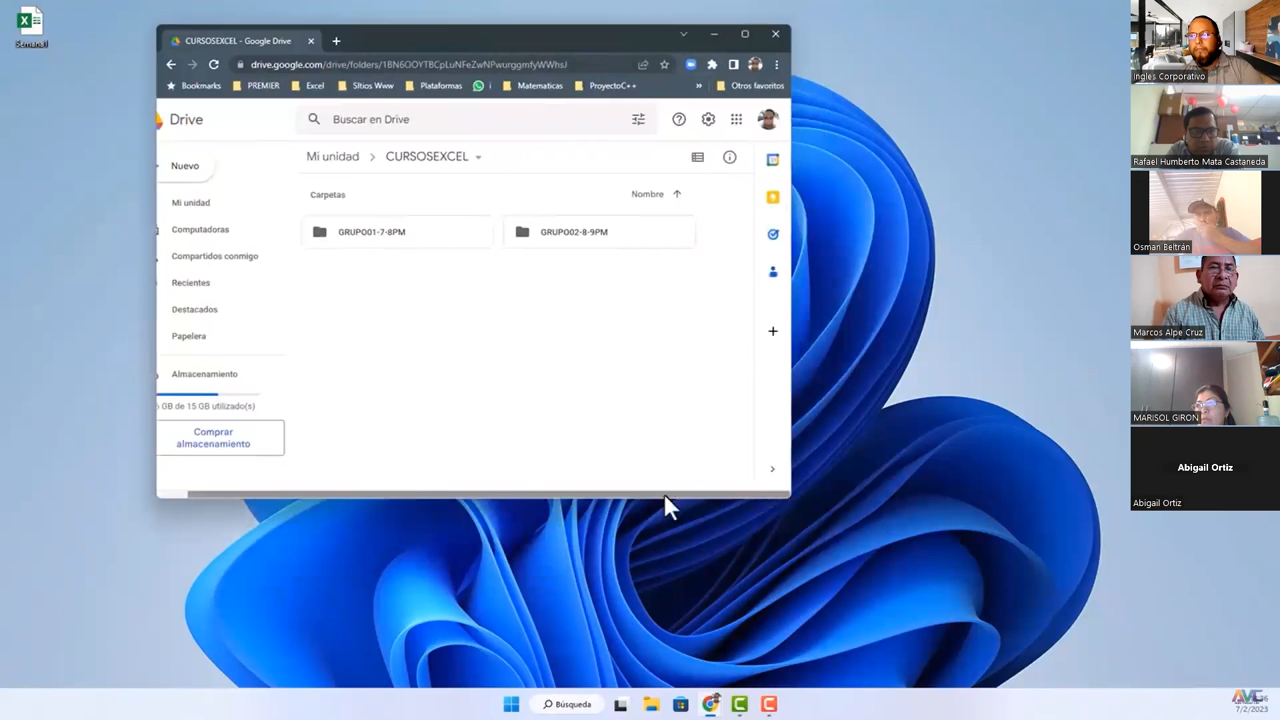 Semana1
CURSOSEXCEL - Google Drive
drive.google.com/drive/folders/18N6OOYTBCpLuNFeZwNPwurggmfyWWhsJ
Bookmarks PREMIER Excel Sitios Wwe Plataformas i Matematicas ProyectoC++ » Otros favoritos
Drive
Buscar en Drive
Nuevo
Mi unidad > CURSOSEXCEL
Carpetas
Nombre
Mi unidad
Computadoras
Compartidos conmigo
Recientes
Destacados
Papelera
Almacenamiento
GB de 15 GB utilizado(s)
Comprar
almacenamiento
GRUPO01-7-8PM
GRUPO02-8-9PM
Ingles Corporativo
Rafael Humberto Mata Castaneda
Osman Beltrán
Marcos Alpe Cruz
MARISOL GIRON
Abigail Ortiz
Abigail Ortiz
Búsqueda
7/2/2023